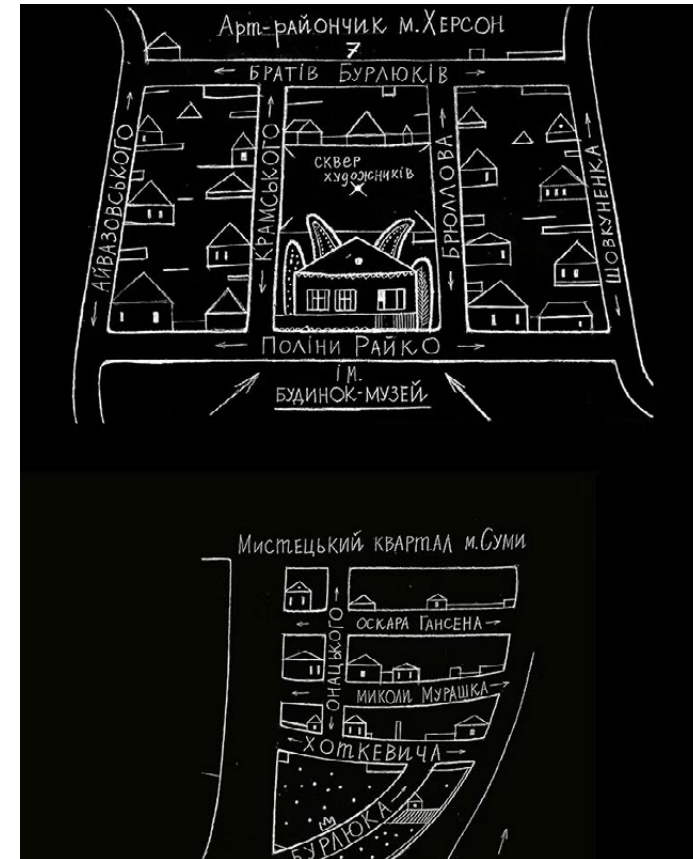 Арт-райончик м.Херсон
7
← Братів Бурлюків →
← Айвазовського →
← Крамського →
сквер
художників
← Брюллова →
← Шовкуненка →
← Поліни Райко →
ім.
Будинок-музей
Мистецький квартал м.Суми
← Онацького →
← Оскара Гансена →
← Миколи Мурашка →
← Хоткевича →
Бурлюка →